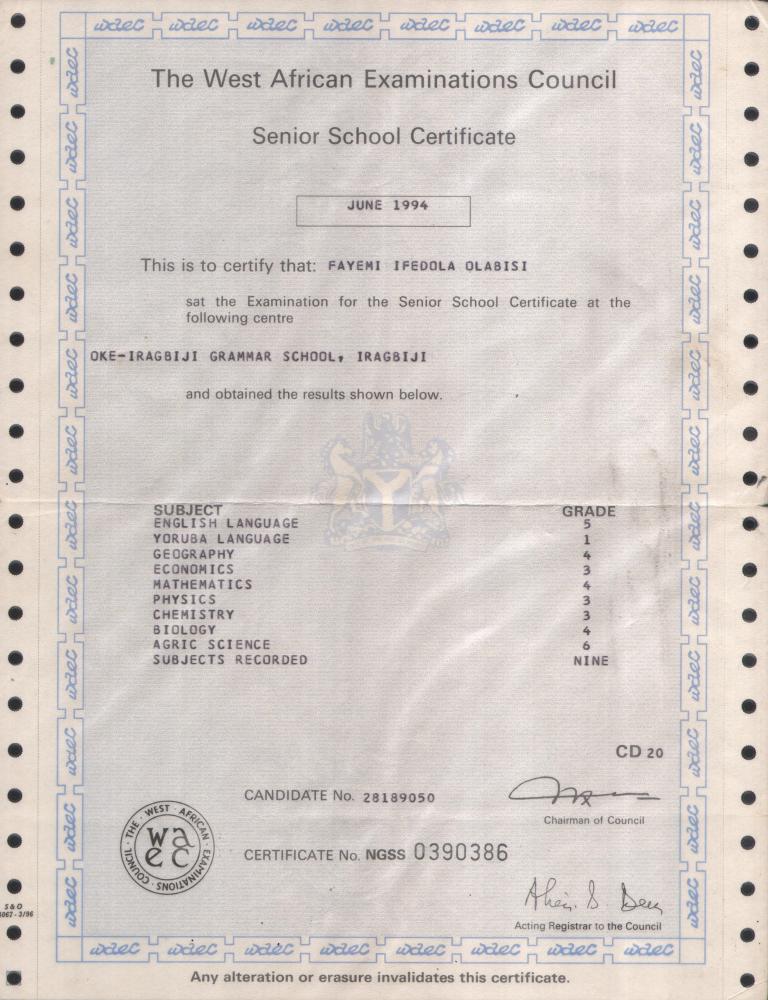 waec waec waec waec waec waec waec waec
The West African Examinations Council
Senior School Certificate
JUNE 1994
This is to certify that: FAYEMI IFEDOLA OLABISI
sat the Examination for the Senior School Certificate at the
following centre
OKE-IRAGBIJI GRAMMAR SCHOOL, IRAGBIJI
and obtained the results shown below.
SUBJECT GRADE
ENGLISH LANGUAGE 5
YORUBA LANGUAGE 1
GEOGRAPHY 4
ECONOMICS 3
MATHEMATICS 4
PHYSICS 3
CHEMISTRY 3
BIOLOGY 4
AGRIC SCIENCE 6
SUBJECTS RECORDED NINE
CD 20
CANDIDATE No. 28189050
Chairman of Council
THE · WEST · AFRICAN · EXAMINATIONS · COUNCIL
wa
ec
CERTIFICATE No. NGSS 0390386
S & O
Acting Registrar to the Council
waec waec waec waec waec waec waec waec
Any alteration or erasure invalidates this certificate.